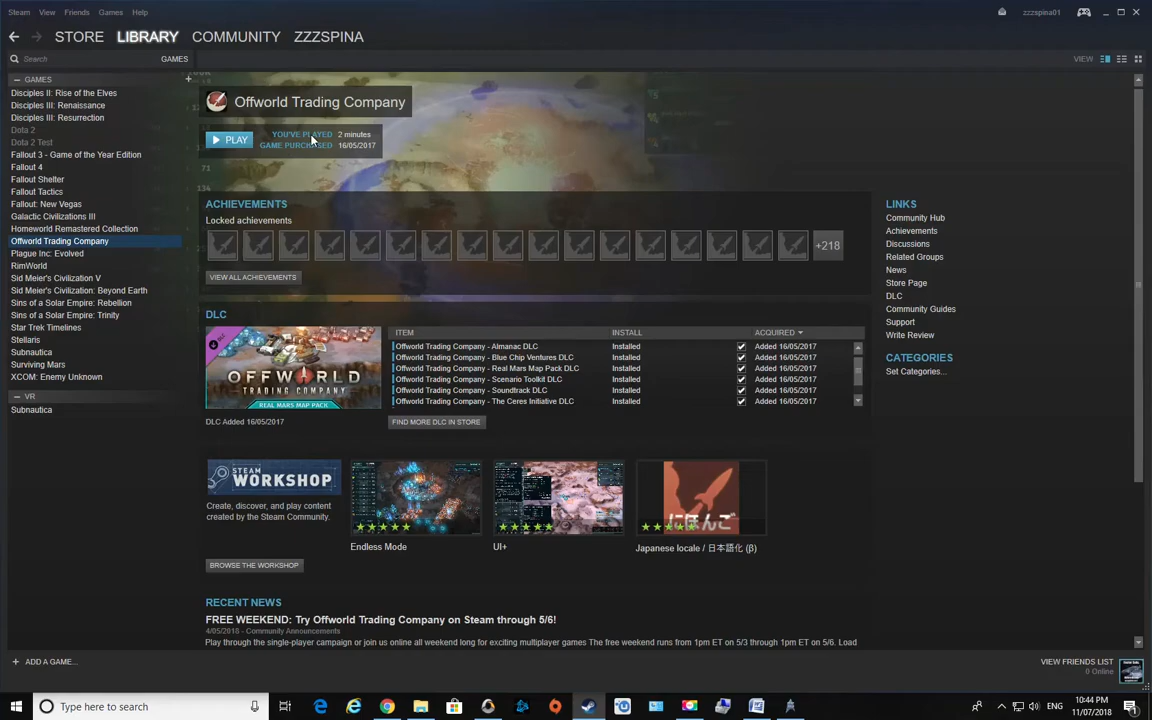 Steam View Friends Games Help
zzzspina01
STORE LIBRARY COMMUNITY ZZZSPINA
Search GAMES
VIEW
GAMES
Disciples II: Rise of the Elves
Disciples III: Renaissance
Disciples III: Resurrection
Dota 2
Dota 2 Test
Fallout 3 - Game of the Year Edition
Fallout 4
Fallout Shelter
Fallout Tactics
Fallout: New Vegas
Galactic Civilizations III
Homeworld Remastered Collection
Offworld Trading Company
Plague Inc: Evolved
RimWorld
Sid Meier's Civilization V
Sid Meier's Civilization: Beyond Earth
Sins of a Solar Empire: Rebellion
Sins of a Solar Empire: Trinity
Star Trek Timelines
Stellaris
Subnautica
Surviving Mars
XCOM: Enemy Unknown
VR
Subnautica
Offworld Trading Company
PLAY
YOU'VE PLAYED 2 minutes
GAME PURCHASED 16/05/2017
ACHIEVEMENTS
Locked achievements
+218
VIEW ALL ACHIEVEMENTS
DLC
DLC
OFFWORLD
TRADING COMPANY
REAL MARS MAP PACK
DLC Added 16/05/2017
ITEM INSTALL ACQUIRED
Offworld Trading Company - Almanac DLC Installed Added 16/05/2017
Offworld Trading Company - Blue Chip Ventures DLC Installed Added 16/05/2017
Offworld Trading Company - Real Mars Map Pack DLC Installed Added 16/05/2017
Offworld Trading Company - Scenario Toolkit DLC Installed Added 16/05/2017
Offworld Trading Company - Soundtrack DLC Installed Added 16/05/2017
Offworld Trading Company - The Ceres Initiative DLC Installed Added 16/05/2017
FIND MORE DLC IN STORE
STEAM
WORKSHOP
Create, discover, and play content
created by the Steam Community.
BROWSE THE WORKSHOP
Endless Mode
UI+
にほんご
Japanese locale / 日本語化 (β)
RECENT NEWS
FREE WEEKEND: Try Offworld Trading Company on Steam through 5/6!
4/05/2018 - Community Announcements
Play through the single-player campaign or join us online all weekend long for exciting multiplayer games The free weekend runs from 1pm ET on 5/3 through 1pm ET on 5/6. Load
LINKS
Community Hub
Achievements
Discussions
Related Groups
News
Store Page
DLC
Community Guides
Support
Write Review
CATEGORIES
Set Categories...
ADD A GAME...
VIEW FRIENDS LIST
0 Online
Type here to search
ENG
10:44 PM
11/07/2018